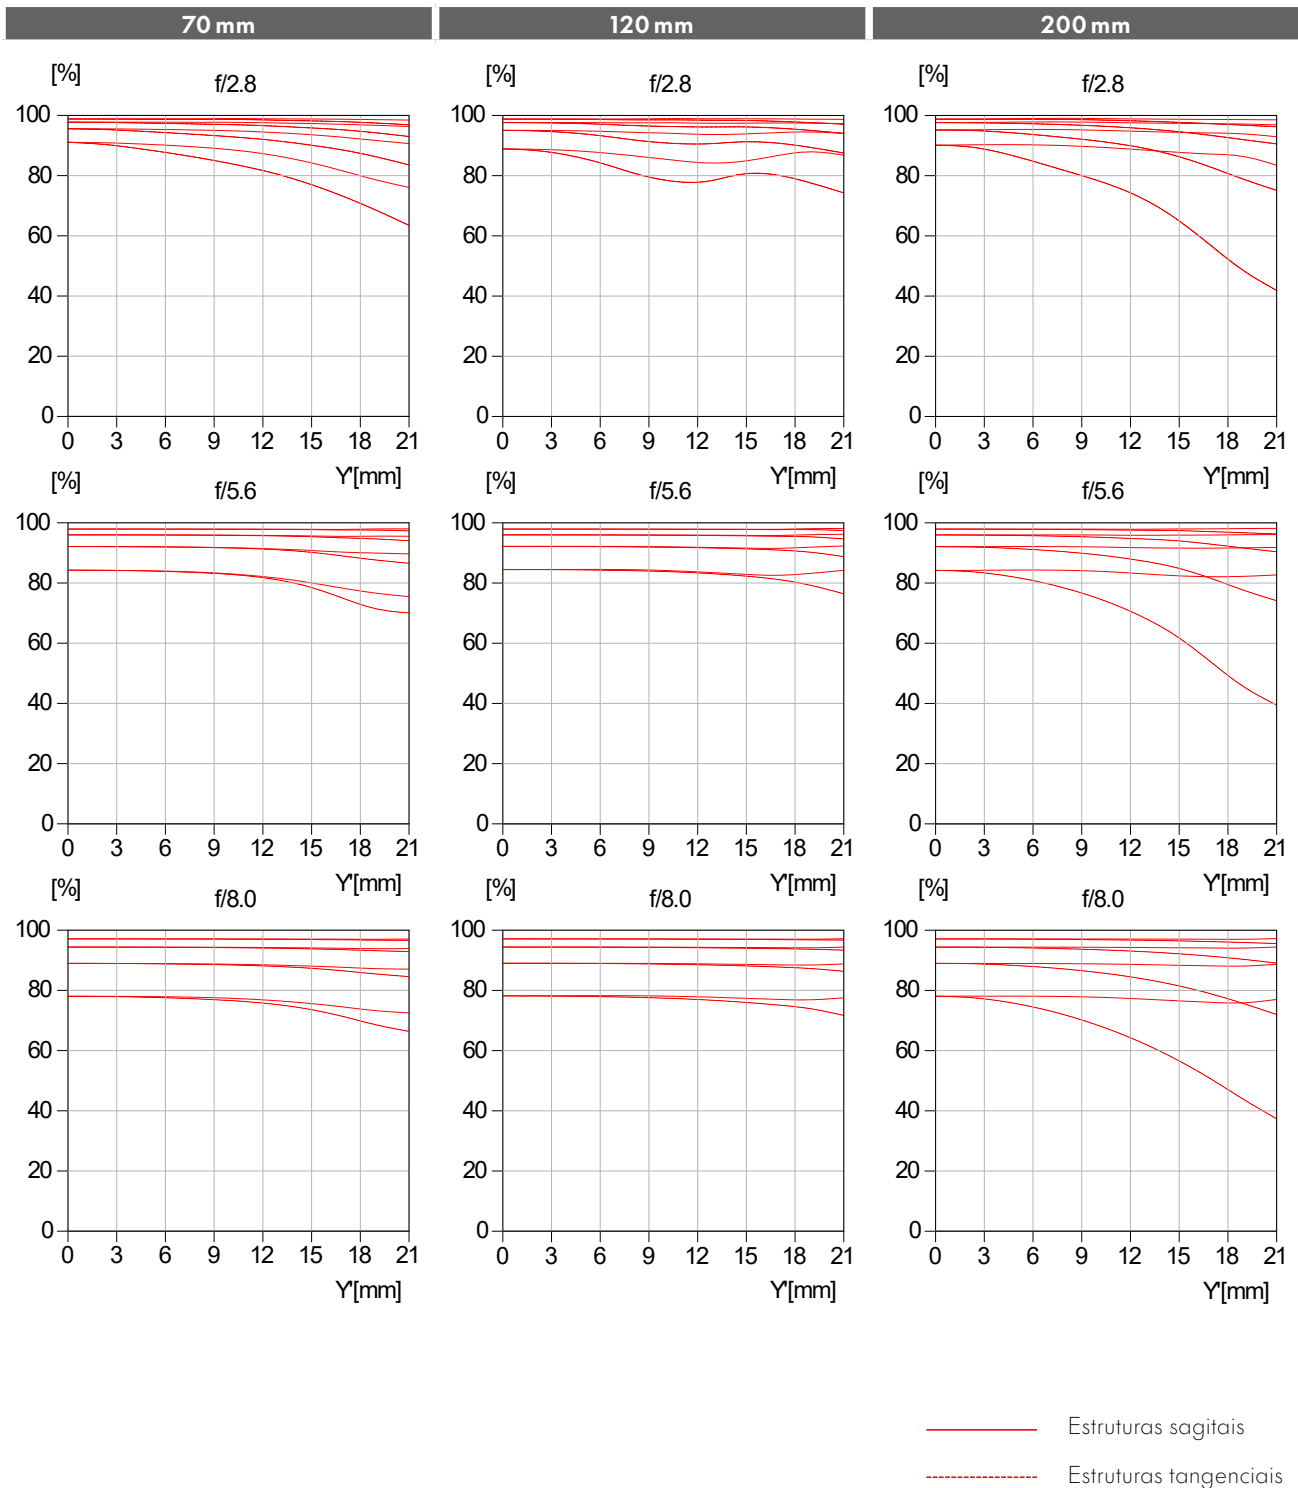 70 mm 120 mm 200 mm
[%] [%] [%]
f/2.8 f/2.8 f/2.8
100 100 100
80 80 80
60 60 60
40 40 40
20 20 20
0 0 0
0 3 6 9 12 15 18 21 0 3 6 9 12 15 18 21 0 3 6 9 12 15 18 21
Y'[mm] Y'[mm] Y'[mm]
[%] [%] [%]
f/5.6 f/5.6 f/5.6
100 100 100
80 80 80
60 60 60
40 40 40
20 20 20
0 0 0
0 3 6 9 12 15 18 21 0 3 6 9 12 15 18 21 0 3 6 9 12 15 18 21
Y'[mm] Y'[mm] Y'[mm]
[%] [%] [%]
f/8.0 f/8.0 f/8.0
100 100 100
80 80 80
60 60 60
40 40 40
20 20 20
0 0 0
0 3 6 9 12 15 18 21 0 3 6 9 12 15 18 21 0 3 6 9 12 15 18 21
Y'[mm] Y'[mm] Y'[mm]
Estruturas sagitais
Estruturas tangenciais